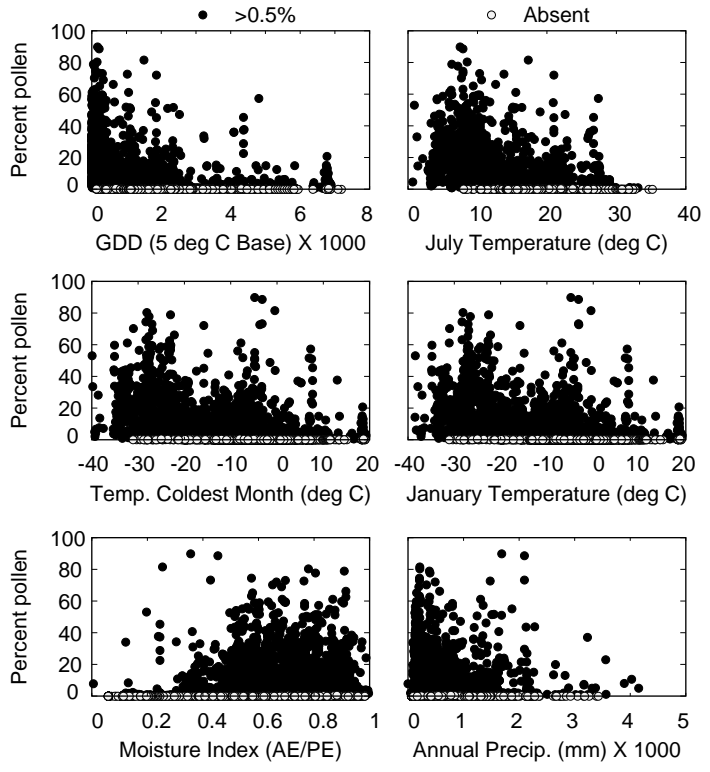 >0.5%
Absent
Percent pollen
100
80
60
40
20
0
0 2 4 6 8
GDD (5 deg C Base) X 1000
0 10 20 30 40
July Temperature (deg C)
Percent pollen
100
80
60
40
20
0
-40 -30 -20 -10 0 10 20
Temp. Coldest Month (deg C)
-40 -30 -20 -10 0 10 20
January Temperature (deg C)
Percent pollen
100
80
60
40
20
0
0 0.2 0.4 0.6 0.8 1
Moisture Index (AE/PE)
0 1 2 3 4 5
Annual Precip. (mm) X 1000